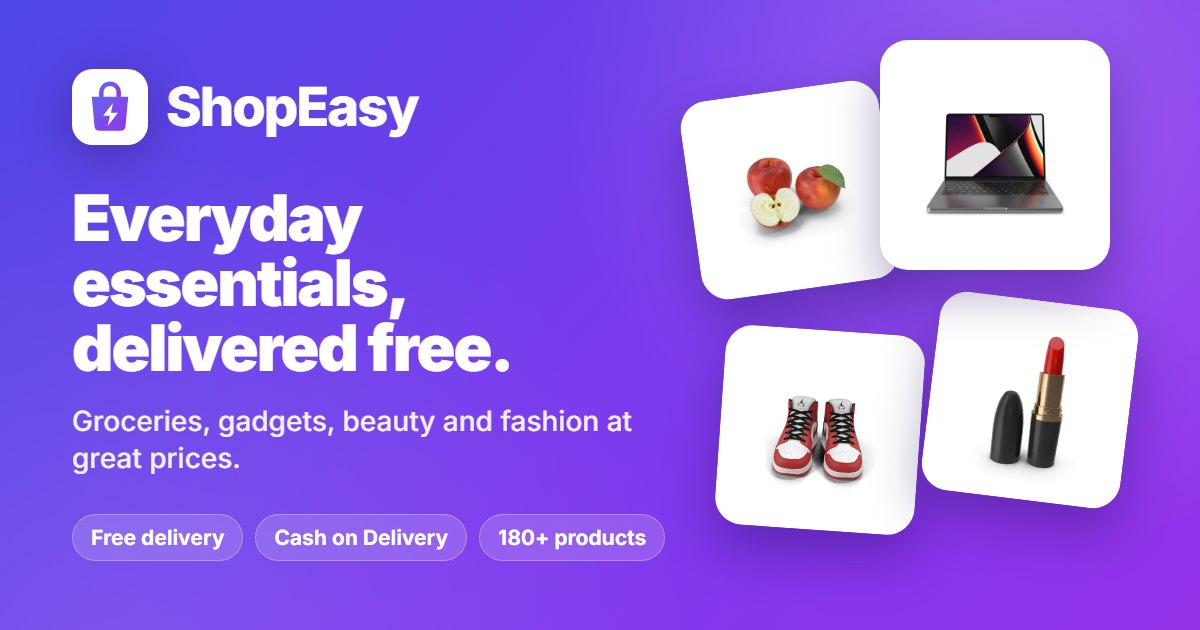 ShopEasy
Everyday
essentials,
delivered free.
Groceries, gadgets, beauty and fashion at
great prices.
Free delivery
Cash on Delivery
180+ products